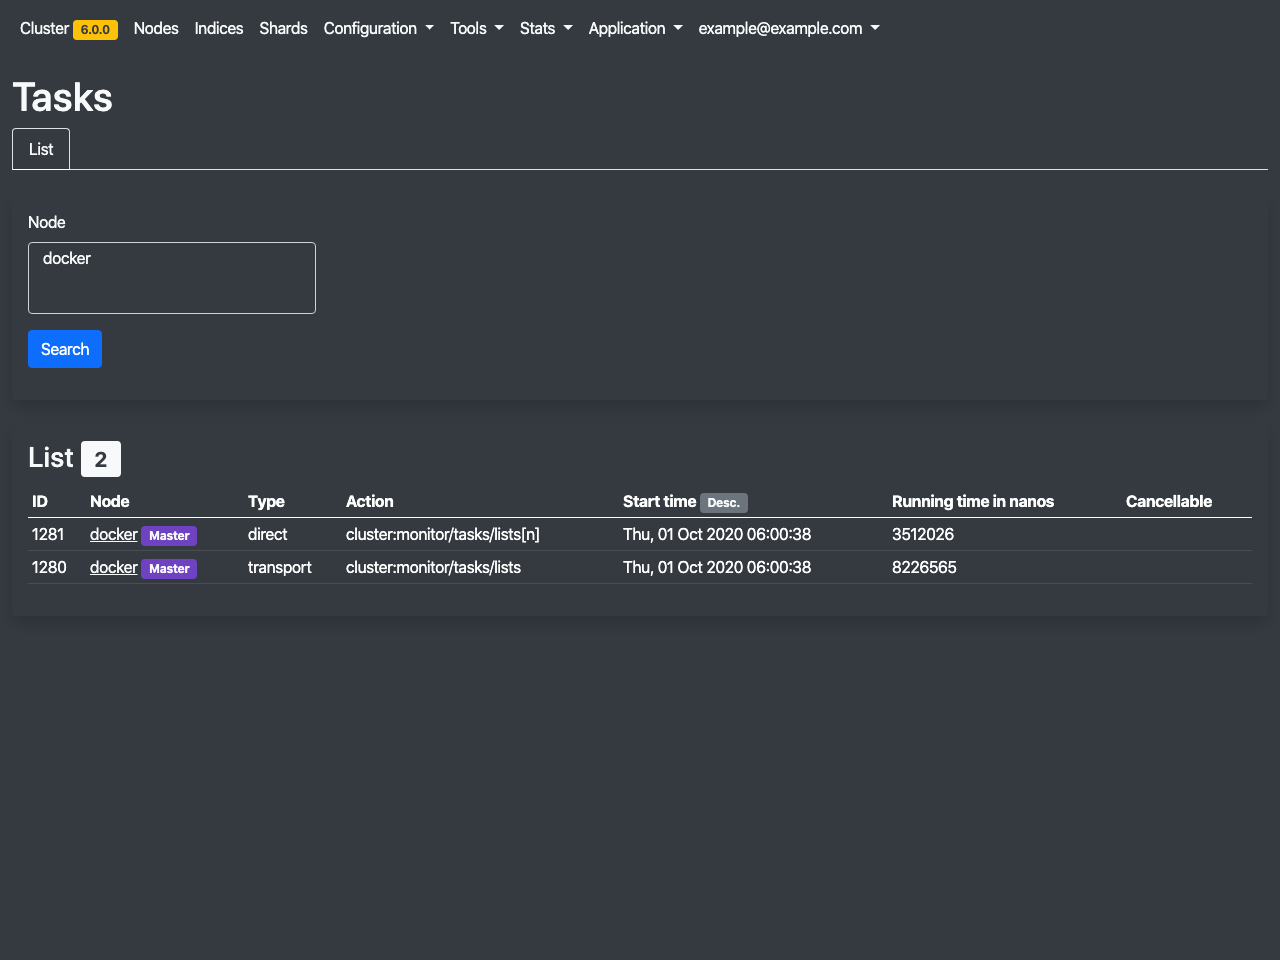 Cluster 6.0.0 Nodes Indices Shards Configuration Tools Stats Application example@example.com
Tasks
List
Node
docker
Search
List 2
ID Node Type Action Start time Desc. Running time in nanos Cancellable
1281 docker Master direct cluster:monitor/tasks/lists[n] Thu, 01 Oct 2020 06:00:38 3512026
1280 docker Master transport cluster:monitor/tasks/lists Thu, 01 Oct 2020 06:00:38 8226565